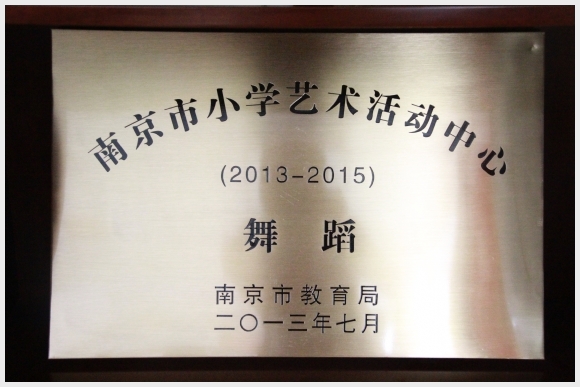 南京市小学艺术活动中心
(2013-2015)
舞 蹈
南京市教育局
二〇一三年七月